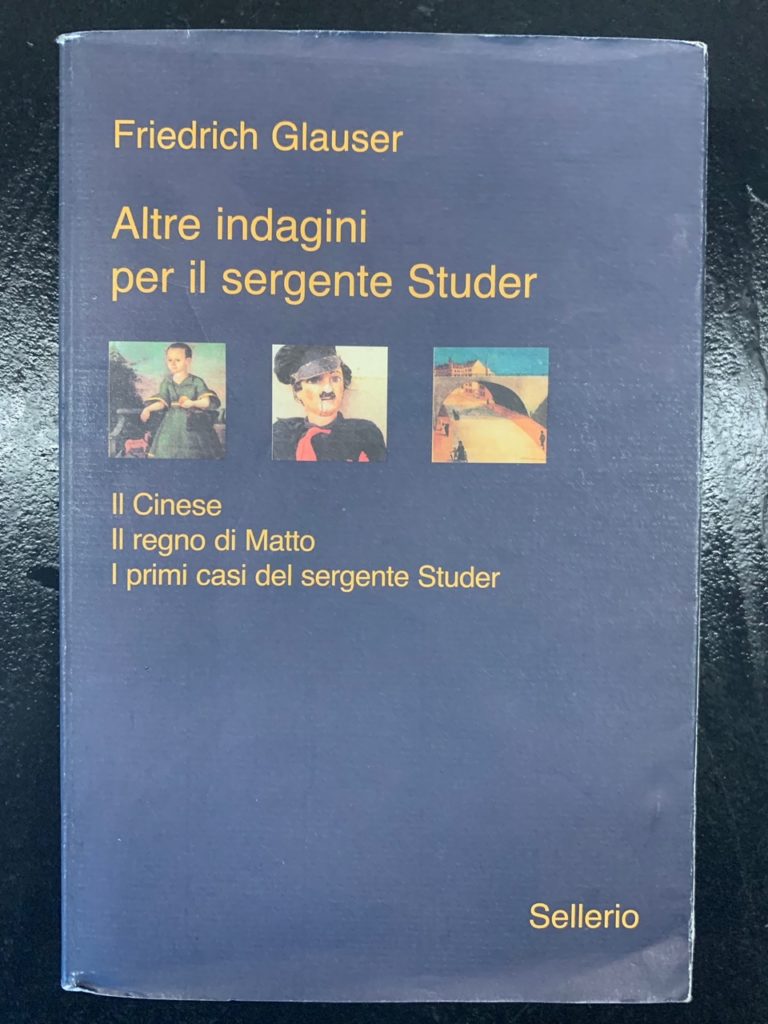 Friedrich Glauser
Altre indagini
per il sergente Studer
Il Cinese
Il regno di Matto
I primi casi del sergente Studer
Sellerio